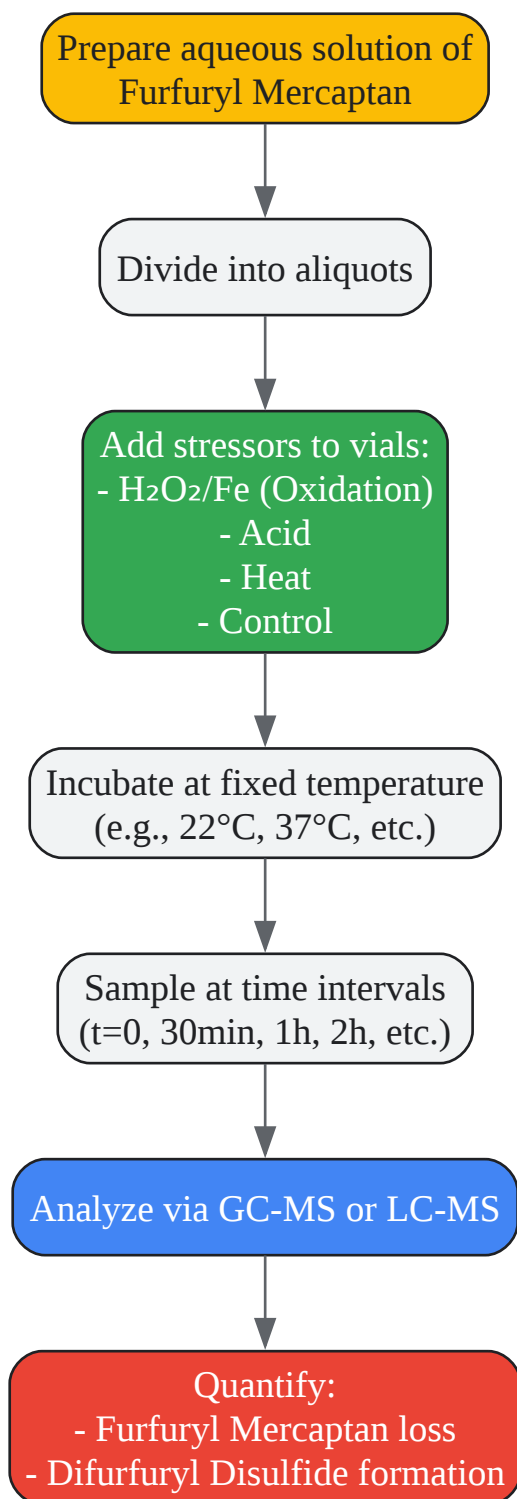 Prepare aqueous solution of
Furfuryl Mercaptan
Divide into aliquots
Add stressors to vials:
- H₂O₂/Fe (Oxidation)
- Acid
- Heat
- Control
Incubate at fixed temperature
(e.g., 22°C, 37°C, etc.)
Sample at time intervals
(t=0, 30min, 1h, 2h, etc.)
Analyze via GC-MS or LC-MS
Quantify:
- Furfuryl Mercaptan loss
- Difurfuryl Disulfide formation